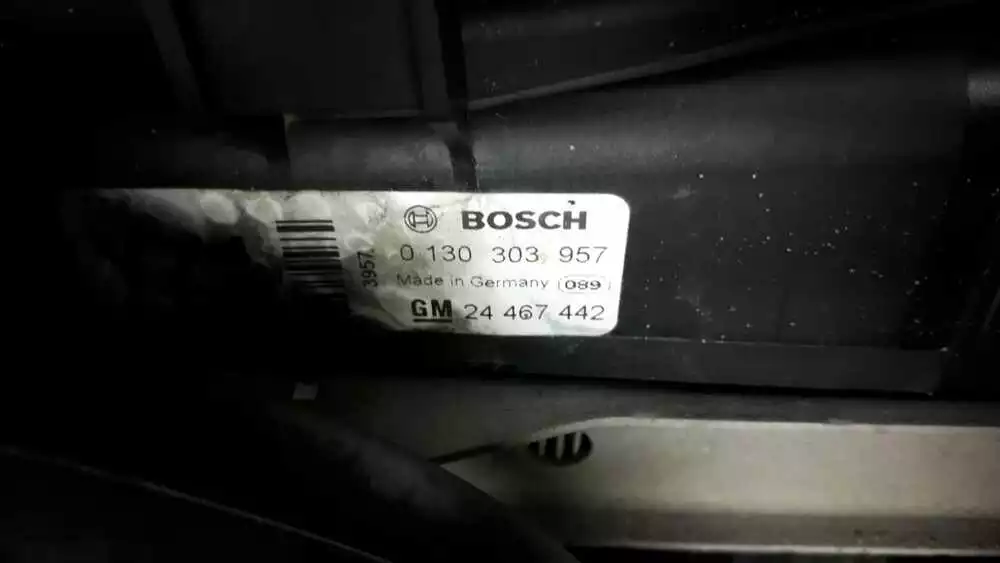 BOSCH
0 130 303 957
3957
Made in Germany 089
GM 24 467 442